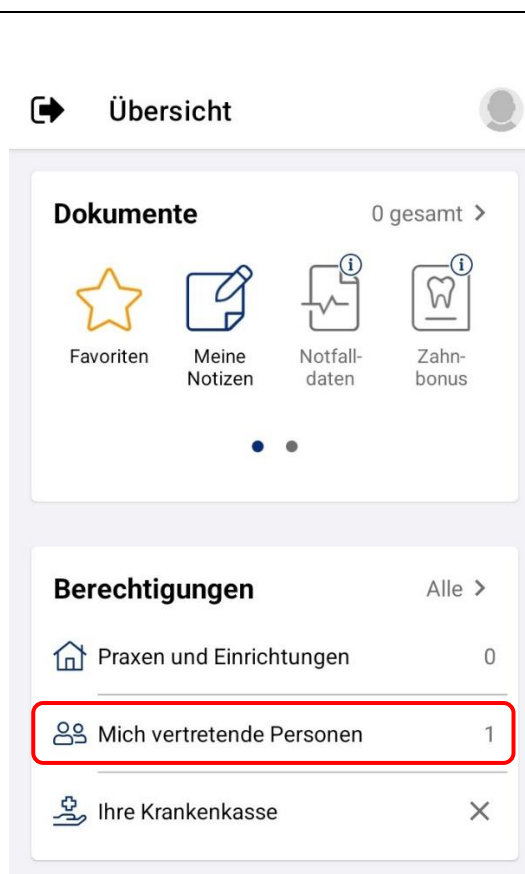 Übersicht
Dokumente
0 gesamt >
Favoriten
Meine
Notizen
Notfall-
daten
Zahn-
bonus
Berechtigungen
Alle >
Praxen und Einrichtungen
0
Mich vertretende Personen
1
Ihre Krankenkasse